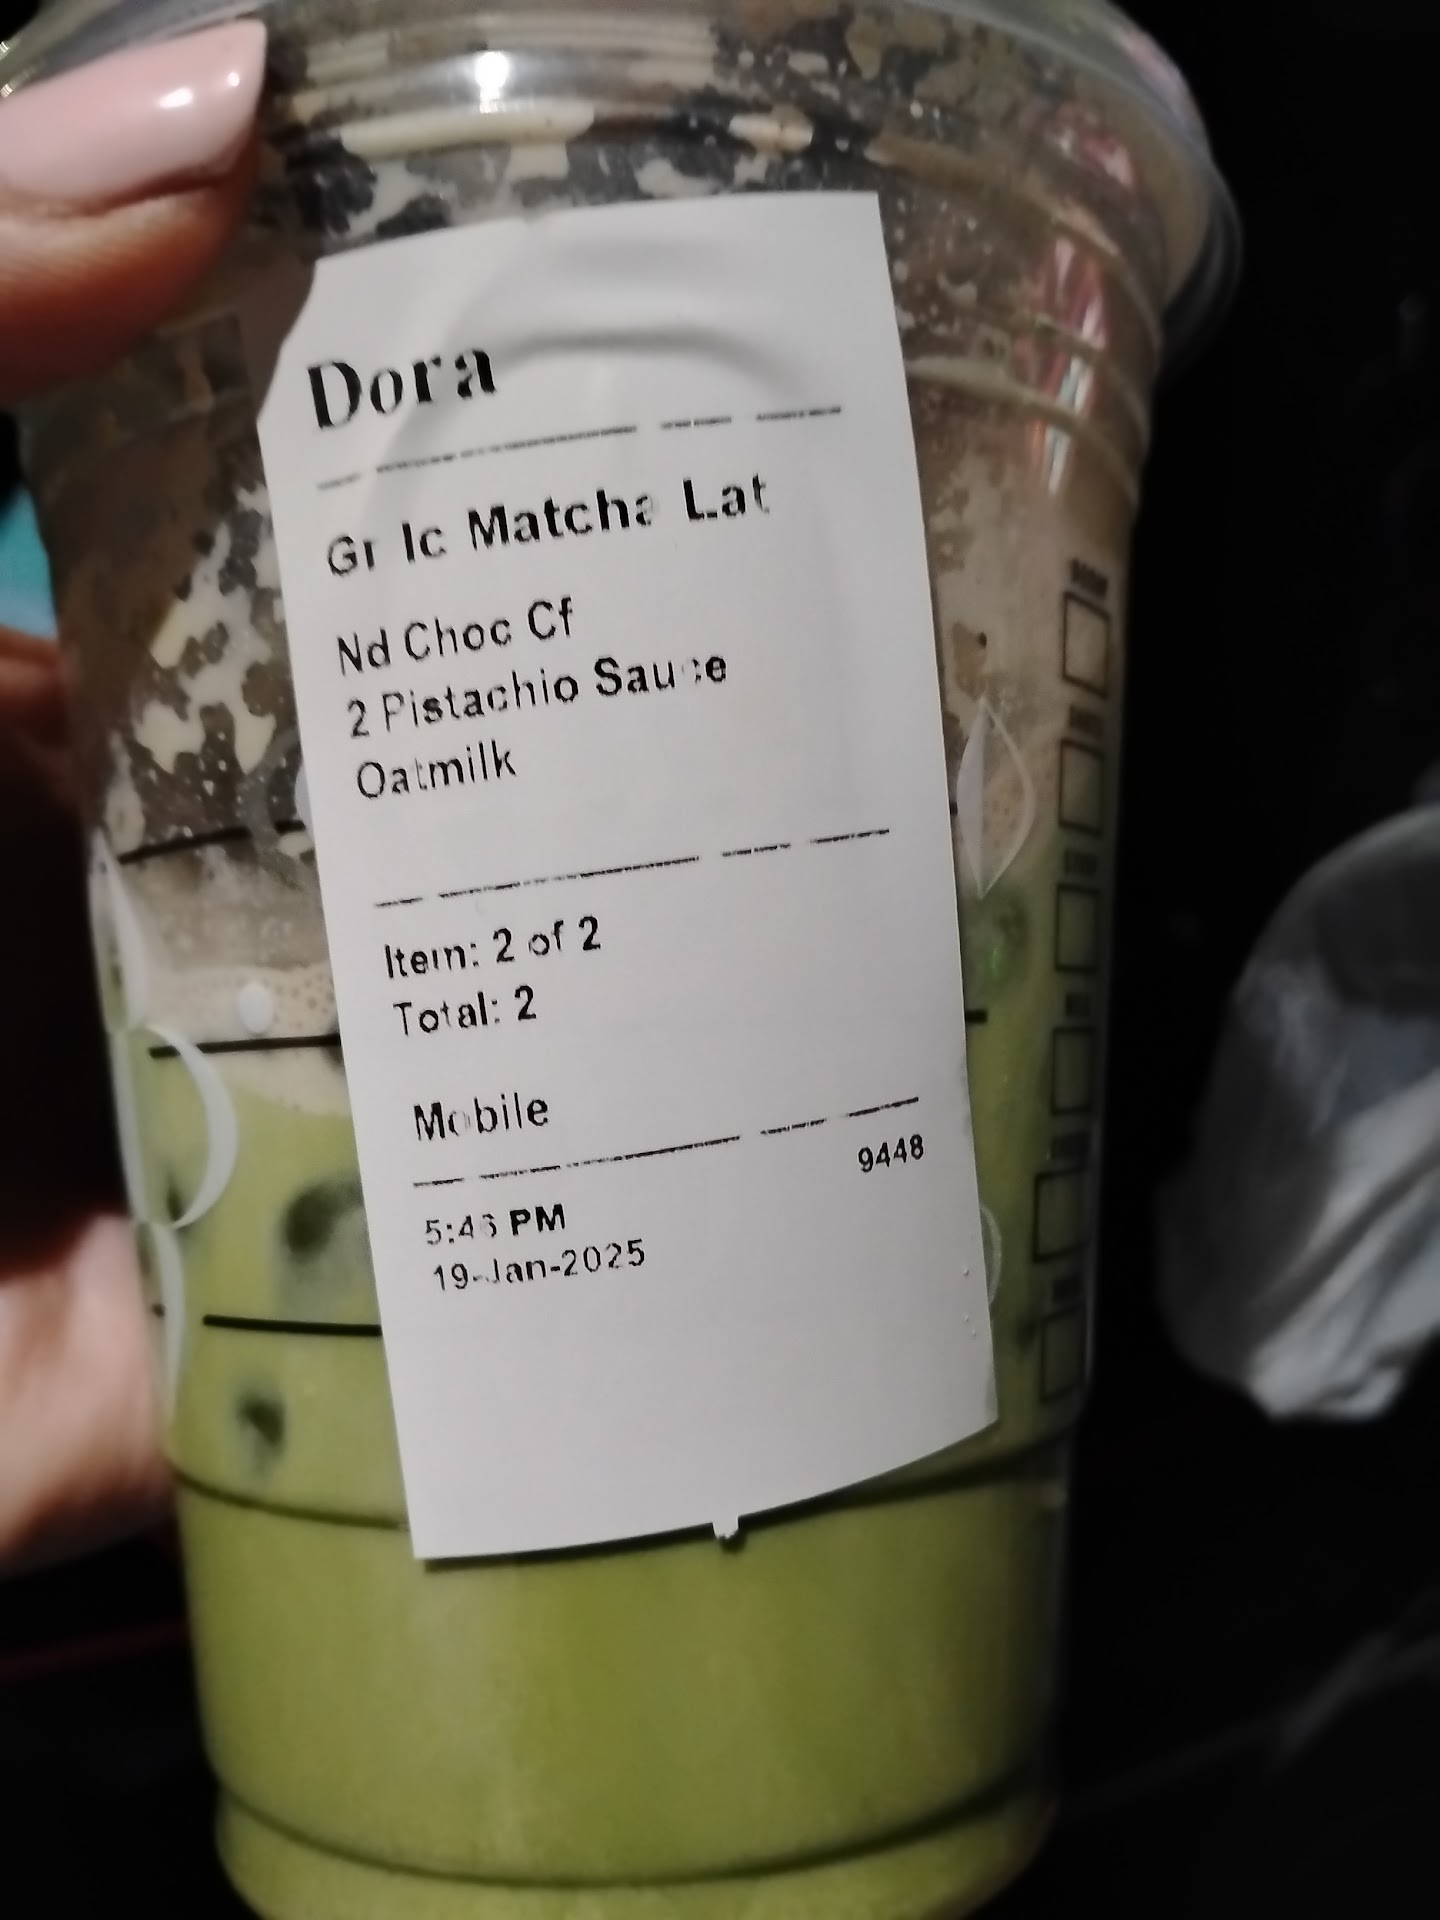 Dora
Gr Ic Matcha Lat
Nd Choc Cf
2 Pistachio Sauce
Oatmilk
Item: 2 of 2
Total: 2
Mobile
9448
5:46 PM
19-Jan-2025